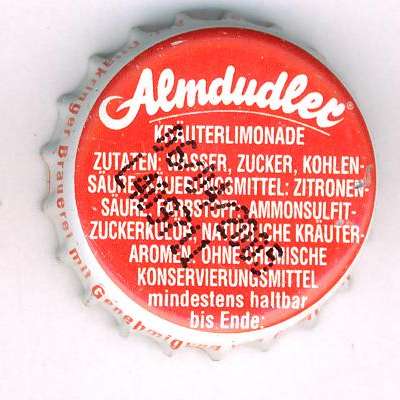 Almdudler®
KRÄUTERLIMONADE
ZUTATEN: WASSER, ZUCKER, KOHLEN-
SÄURE, SÄUERUNGSMITTEL: ZITRONEN-
SÄURE, FARBSTOFF: AMMONSULFIT-
ZUCKERKULÖR, NATÜRLICHE KRÄUTER-
AROMEN, OHNE CHEMISCHE
KONSERVIERUNGSMITTEL
mindestens haltbar
bis Ende:
Ottakringer Brauerei mit Genehmigung